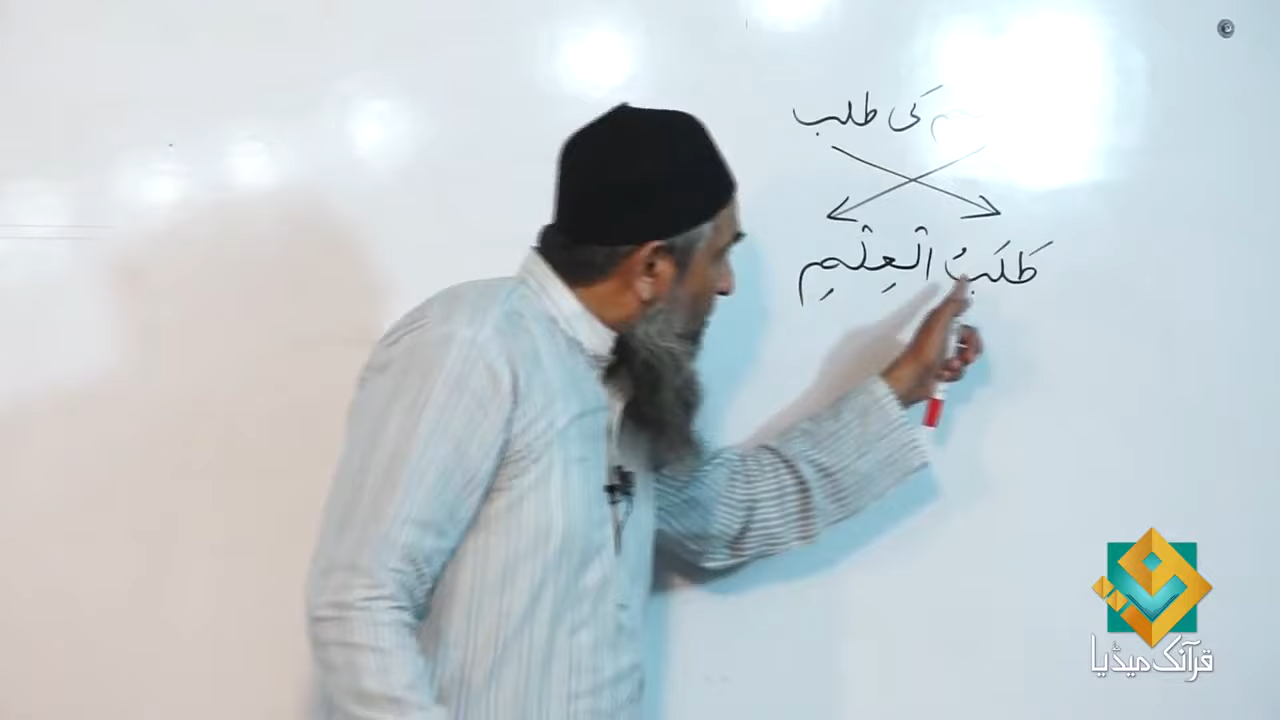 کی طلب
طَلَبُ الْعِلْمِ
قرآنک میڈیا